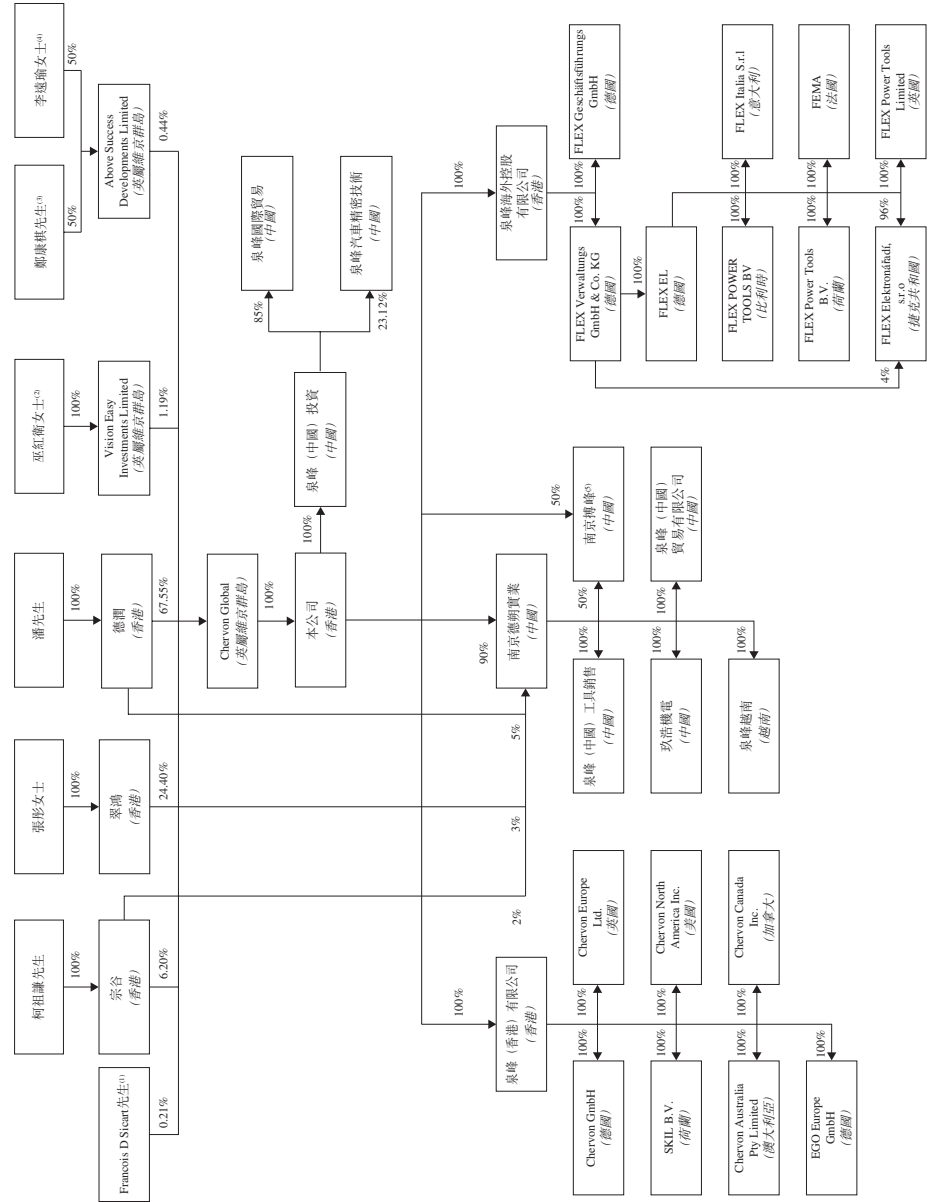 柯祖謙先生
張彤女士
潘先生
巫紅衛女士(2)
鄭康棋先生(3)
李遠瑜女士(4)
100%
100%
100%
100%
50%
50%
Francois D Sicart先生(1)
宗谷
(香港)
翠鴻
(香港)
德潤
(香港)
Vision Easy
Investments Limited
(英屬維京群島)
Above Success
Developments Limited
(英屬維京群島)
0.21%
6.20%
24.40%
67.55%
1.19%
0.44%
Chervon Global
(英屬維京群島)
100%
本公司
(香港)
100%
泉峰（中國）投資
(中國)
85%
泉峰國際貿易
(中國)
23.12%
泉峰汽車精密技術
(中國)
2%
3%
5%
90%
100%
50%
100%
泉峰（香港）有限公司
(香港)
南京德朔實業
(中國)
南京搏峰(5)
(中國)
泉峰海外控股
有限公司
(香港)
Chervon GmbH
(德國)
100%
100%
Chervon Europe
Ltd.
(英國)
SKIL B.V.
(荷蘭)
100%
100%
Chervon North
America Inc.
(美國)
Chervon Australia
Pty Limited
(澳大利亞)
100%
100%
Chervon Canada
Inc.
(加拿大)
EGO Europe
GmbH
(德國)
100%
泉峰（中國）工具銷售
(中國)
100%
50%
玖浩機電
(中國)
100%
100%
泉峰（中國）
貿易有限公司
(中國)
泉峰越南
(越南)
100%
FLEX Verwaltungs
GmbH & Co. KG
(德國)
100%
100%
FLEX Geschäftsführungs
GmbH
(德國)
100%
FLEX EL
(德國)
FLEX POWER
TOOLS BV
(比利時)
100%
100%
FLEX Italia S.r.l
(意大利)
FLEX Power Tools
B.V.
(荷蘭)
100%
100%
FEMA
(法國)
4%
FLEX Elektronářadí,
s.r.o
(捷克共和國)
96%
100%
FLEX Power Tools
Limited
(英國)